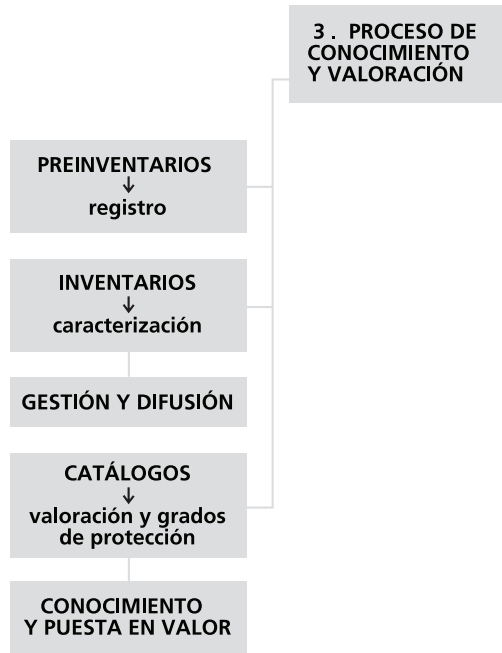 3 . PROCESO DE
CONOCIMIENTO
Y VALORACIÓN
PREINVENTARIOS
↓
registro
INVENTARIOS
↓
caracterización
GESTIÓN Y DIFUSIÓN
CATÁLOGOS
↓
valoración y grados
de protección
CONOCIMIENTO
Y PUESTA EN VALOR